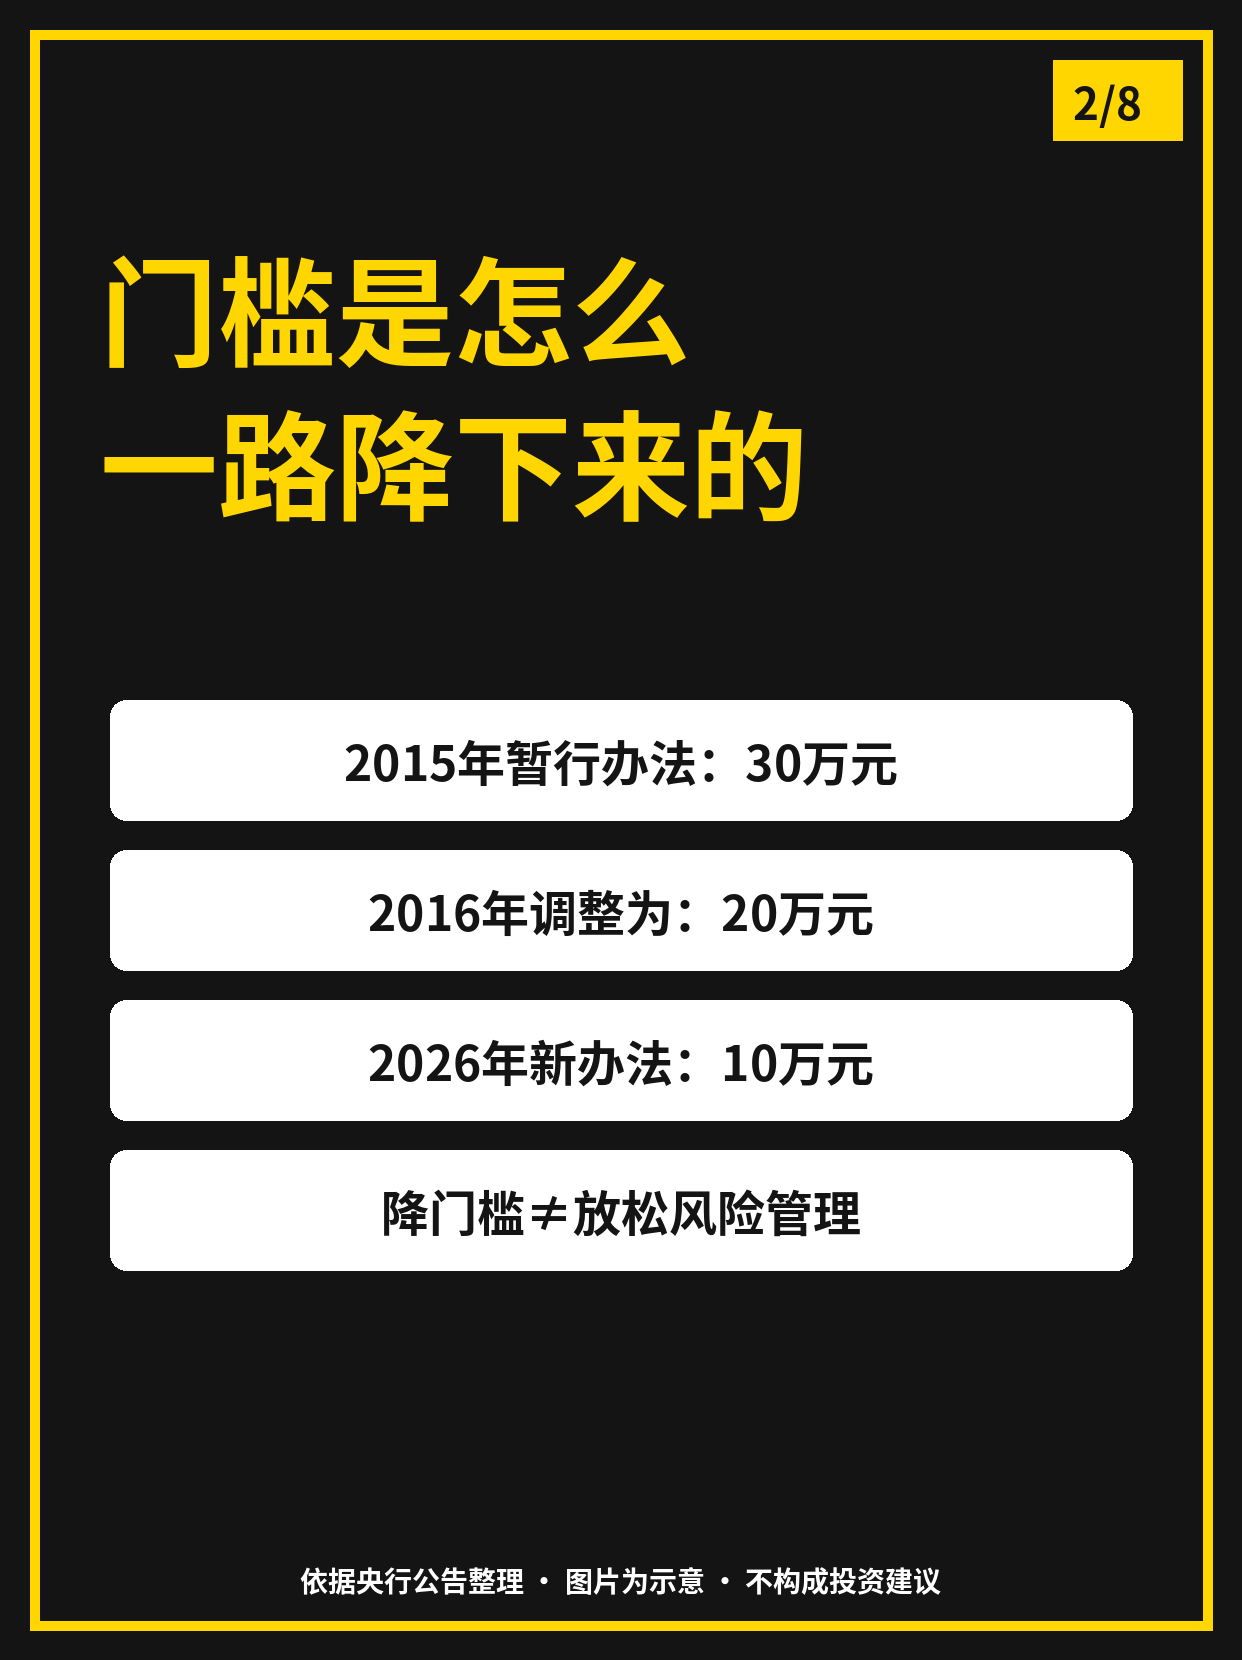 2/8
门槛是怎么
一路降下来的
2015年暂行办法：30万元
2016年调整为：20万元
2026年新办法：10万元
降门槛≠放松风险管理
依据央行公告整理 · 图片为示意 · 不构成投资建议